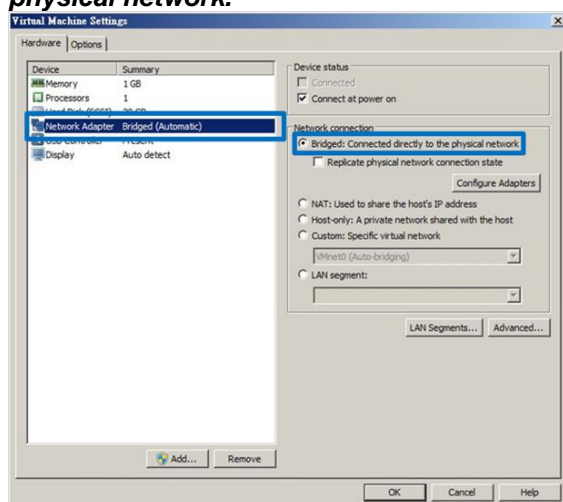 physical network.
Virtual Machine Settings
Hardware Options
Device Summary
Memory 1 GB
Processors 1
Network Adapter Bridged (Automatic)
Display Auto detect
Add... Remove
Device status
Connected
Connect at power on
Network connection
Bridged: Connected directly to the physical network
Replicate physical network connection state
Configure Adapters
NAT: Used to share the host's IP address
Host-only: A private network shared with the host
Custom: Specific virtual network
VMnet0 (Auto-bridging)
LAN segment:
LAN Segments... Advanced...
OK Cancel Help